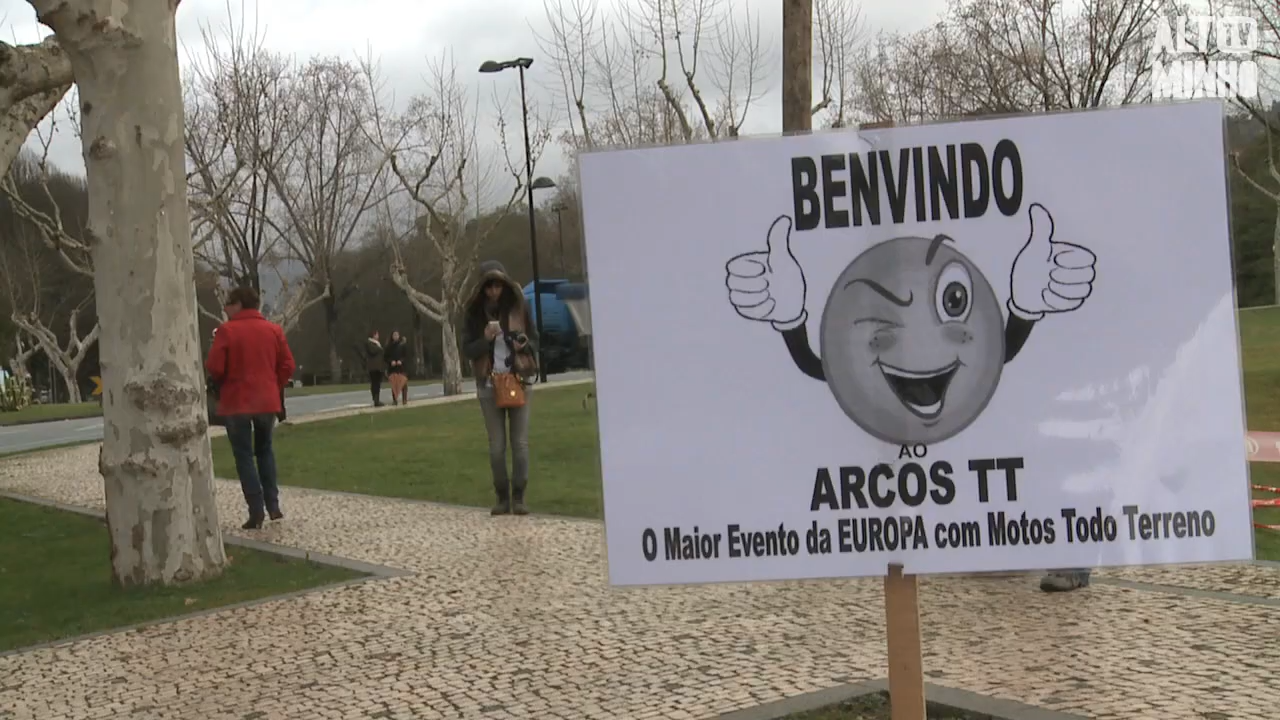 ALTO
MINHO
BENVINDO
AO
ARCOS TT
O Maior Evento da EUROPA com Motos Todo Terreno